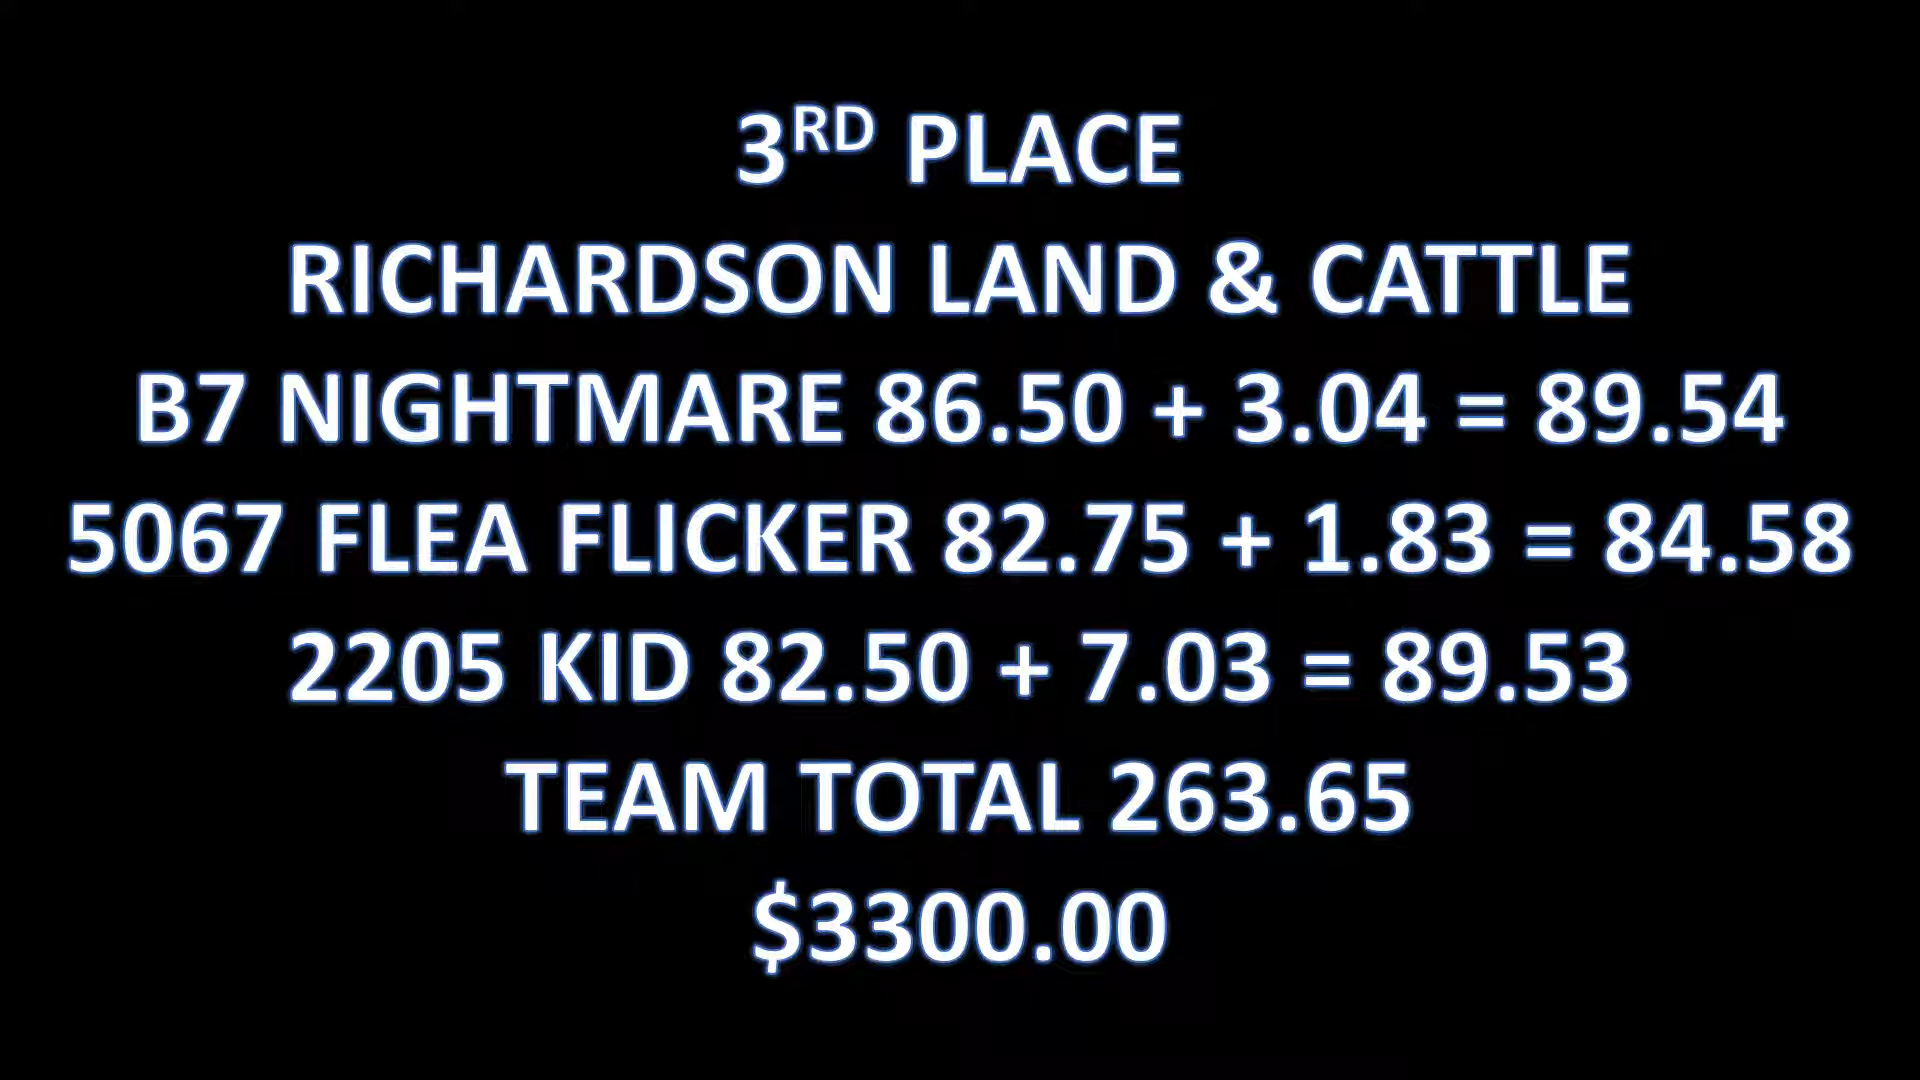 3RD PLACE
RICHARDSON LAND & CATTLE
B7 NIGHTMARE 86.50 + 3.04 = 89.54
5067 FLEA FLICKER 82.75 + 1.83 = 84.58
2205 KID 82.50 + 7.03 = 89.53
TEAM TOTAL 263.65
$3300.00